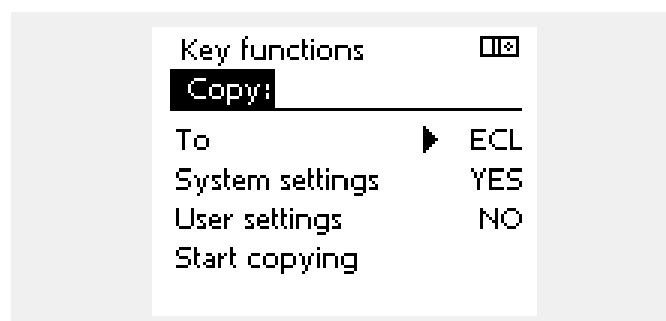 Key functions
Copy:
To ECL
System settings YES
User settings NO
Start copying